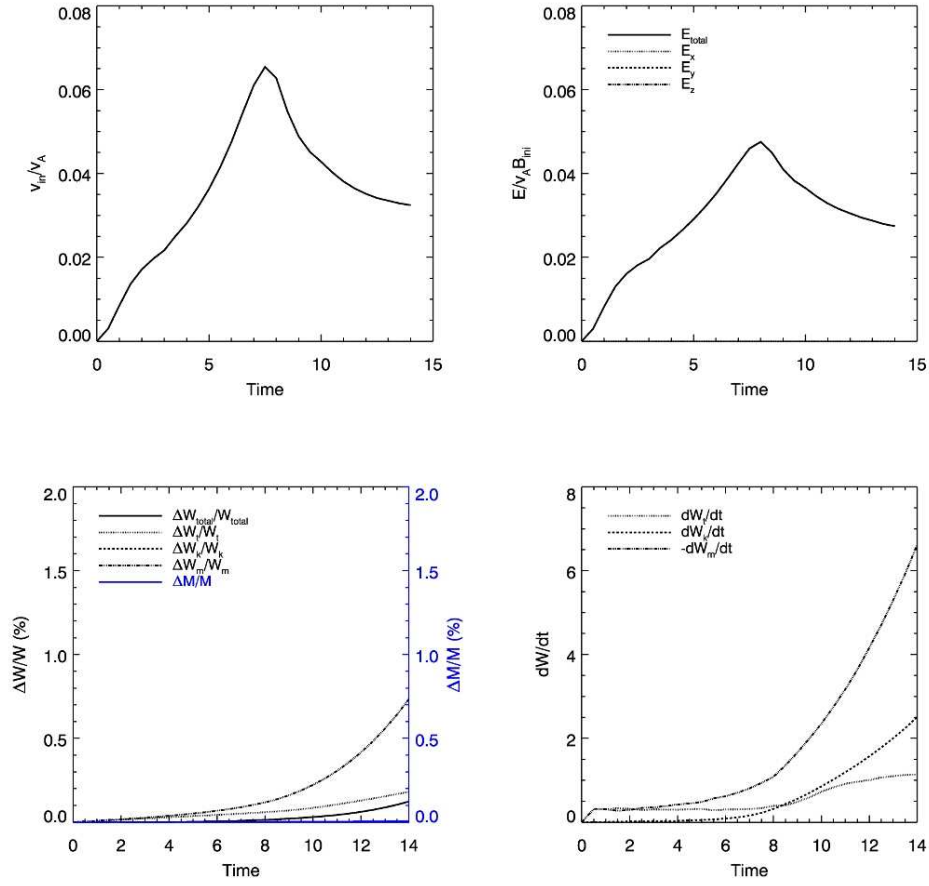 0.08
0.06
0.04
0.02
0.00
v_in/v_A
0 5 10 15
Time
0.08
0.06
0.04
0.02
0.00
E/v_AB_ini
E_total
E_x
E_y
E_z
0 5 10 15
Time
2.0
1.5
1.0
0.5
0.0
ΔW/W (%)
ΔW_total/W_total
ΔW_t/W_t
ΔW_k/W_k
ΔW_m/W_m
ΔM/M
2.0
1.5
1.0
0.5
0.0
ΔM/M (%)
0 2 4 6 8 10 12 14
Time
8
6
4
2
0
dW/dt
dW_t/dt
dW_k/dt
-dW_m/dt
0 2 4 6 8 10 12 14
Time